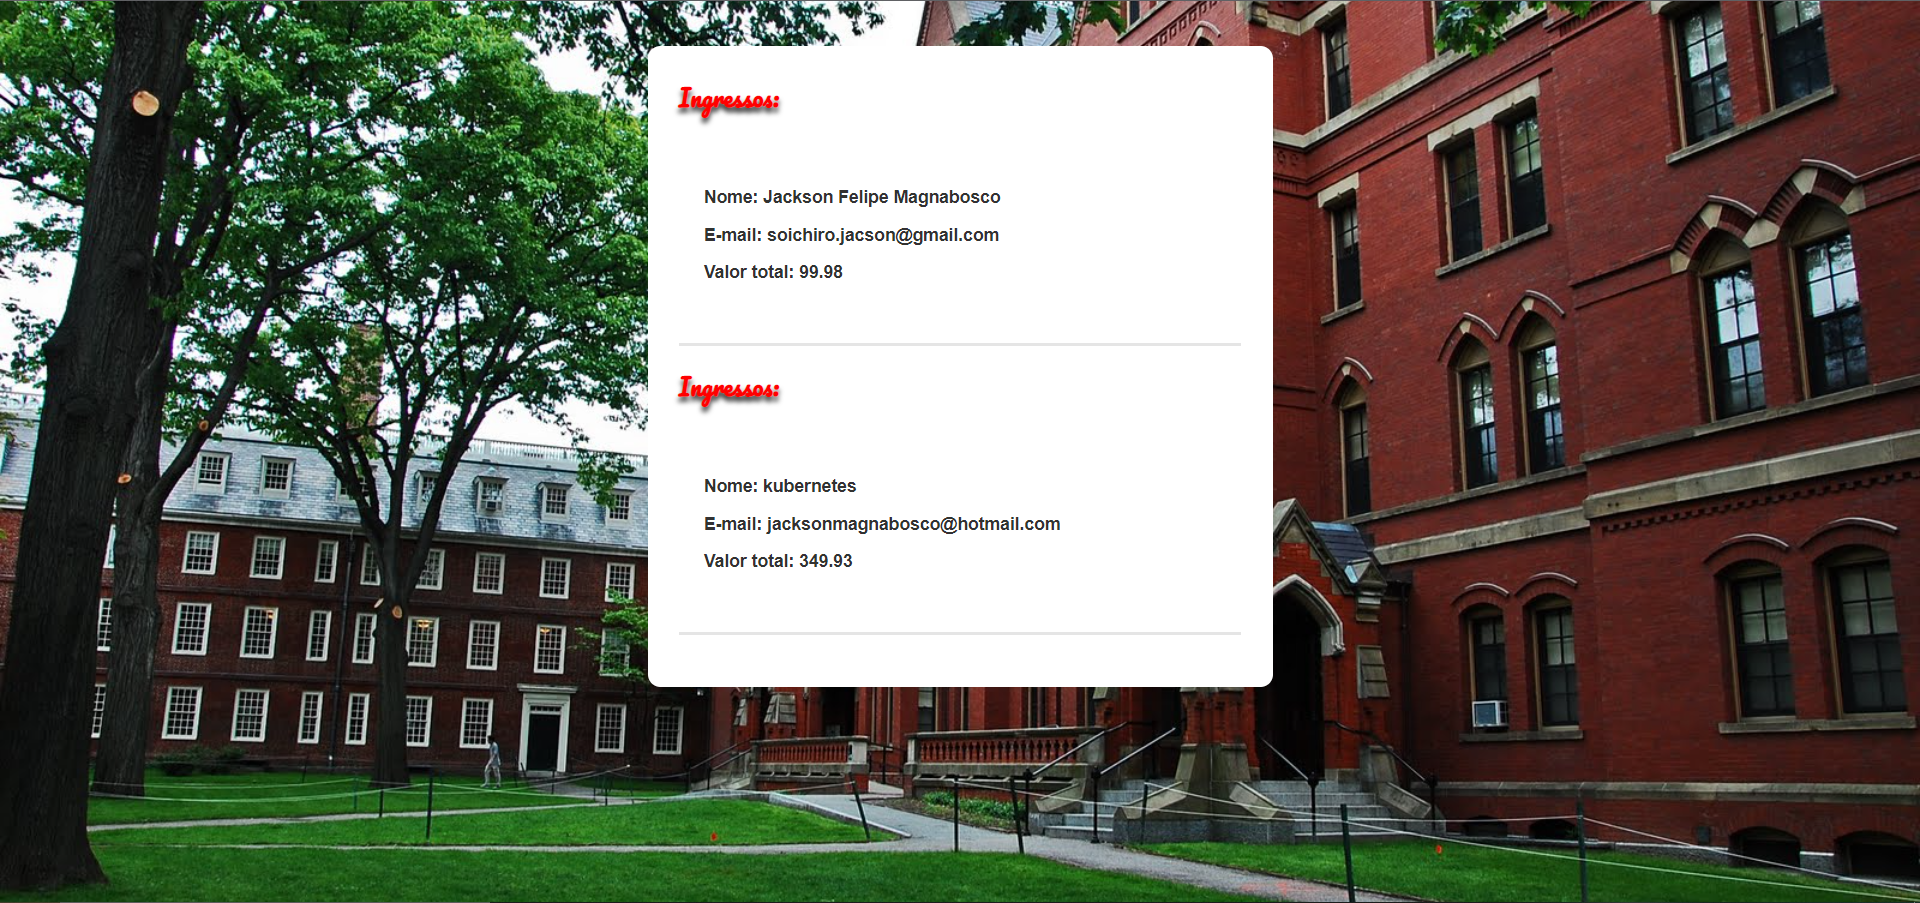 Ingressos:
Nome: Jackson Felipe Magnabosco
E-mail: soichiro.jacson@gmail.com
Valor total: 99.98
Ingressos:
Nome: kubernetes
E-mail: jacksonmagnabosco@hotmail.com
Valor total: 349.93